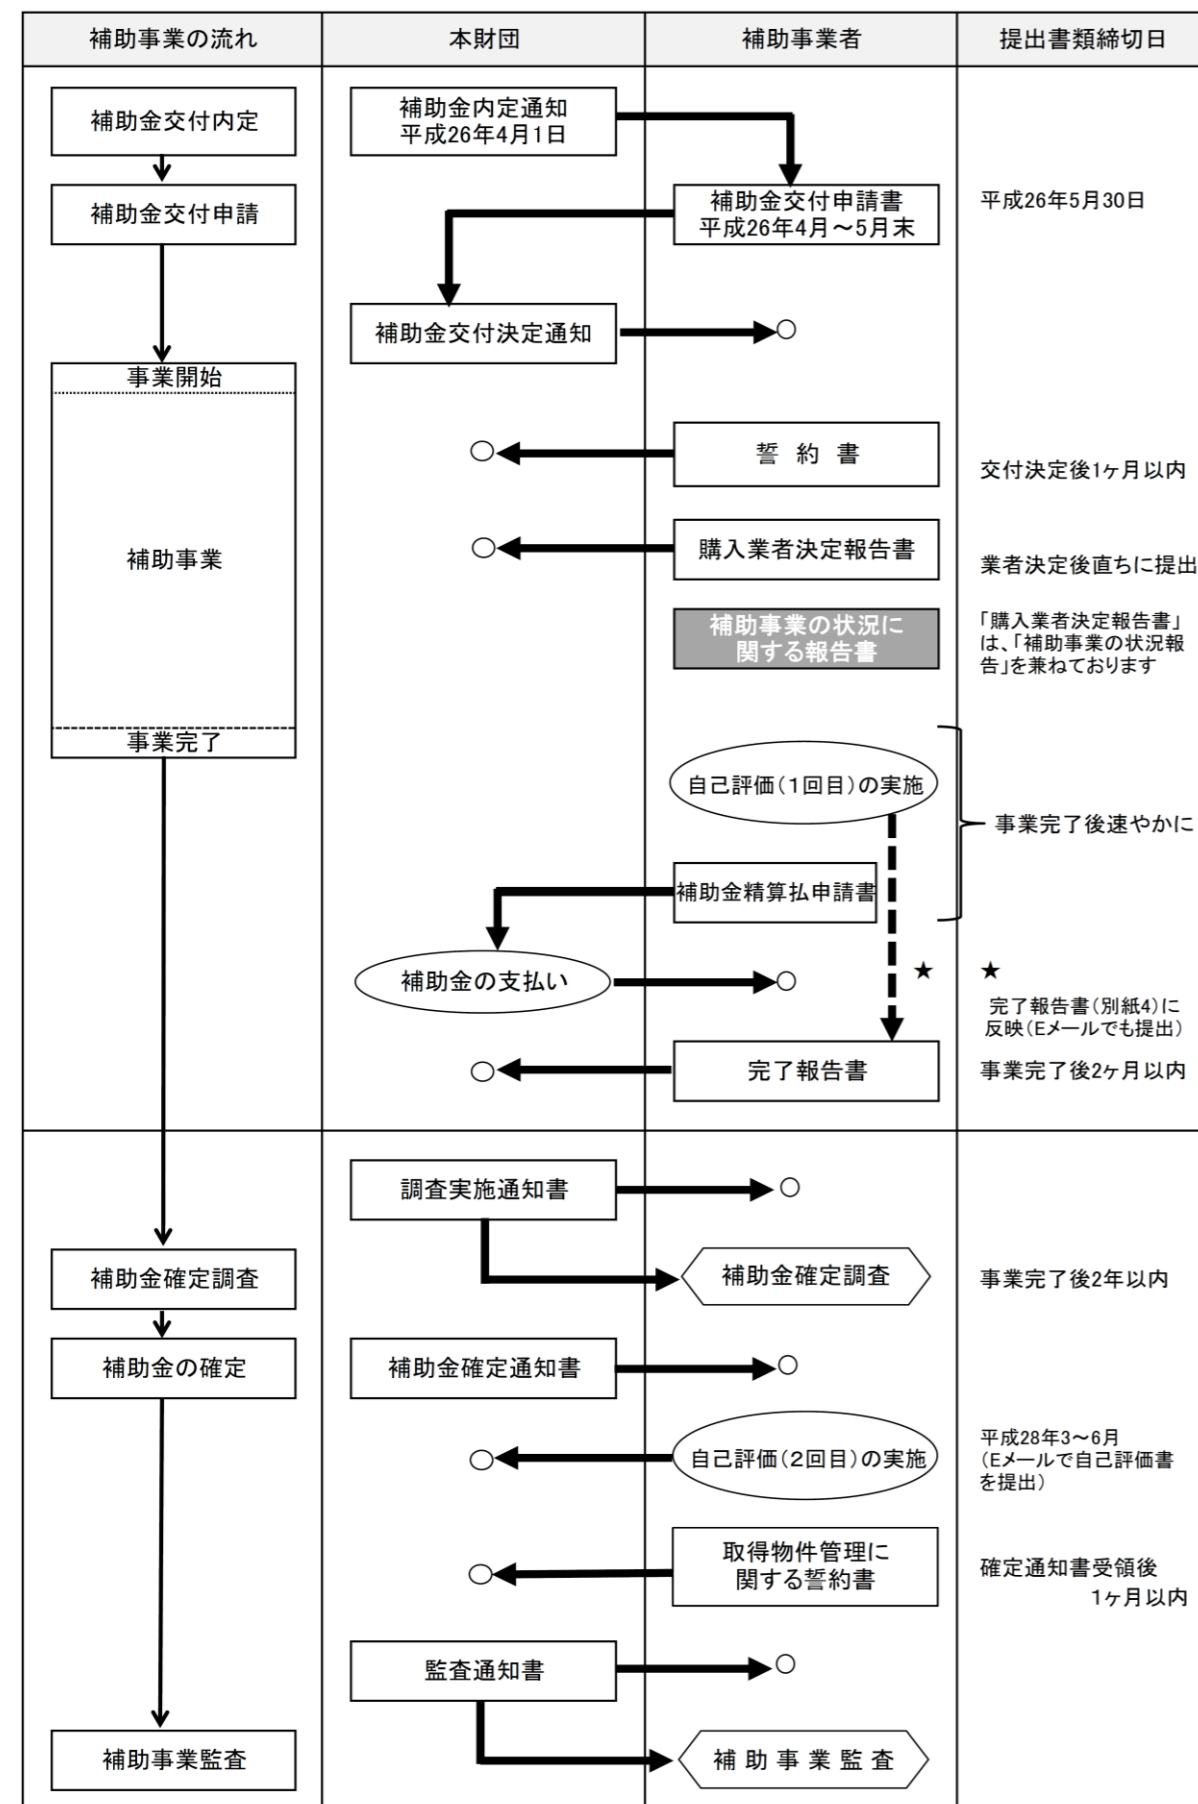 補助事業の流れ
本財団
補助事業者
提出書類締切日
補助金交付内定
補助金内定通知
平成26年4月1日
補助金交付申請
補助金交付申請書
平成26年4月～5月末
平成26年5月30日
補助金交付決定通知
事業開始
誓 約 書
交付決定後1ヶ月以内
補助事業
購入業者決定報告書
業者決定後直ちに提出
補助事業の状況に
関する報告書
「購入業者決定報告書」
は、「補助事業の状況報
告」を兼ねております
事業完了
自己評価（１回目）の実施
事業完了後速やかに
補助金精算払申請書
補助金の支払い
★
★
完了報告書（別紙4）に
反映（Eメールでも提出）
完了報告書
事業完了後2ヶ月以内
調査実施通知書
補助金確定調査
補助金確定調査
事業完了後2年以内
補助金の確定
補助金確定通知書
自己評価（２回目）の実施
平成28年3～6月
（Eメールで自己評価書
を提出）
取得物件管理に
関する誓約書
確定通知書受領後
１ヶ月以内
監査通知書
補助事業監査
補 助 事 業 監 査